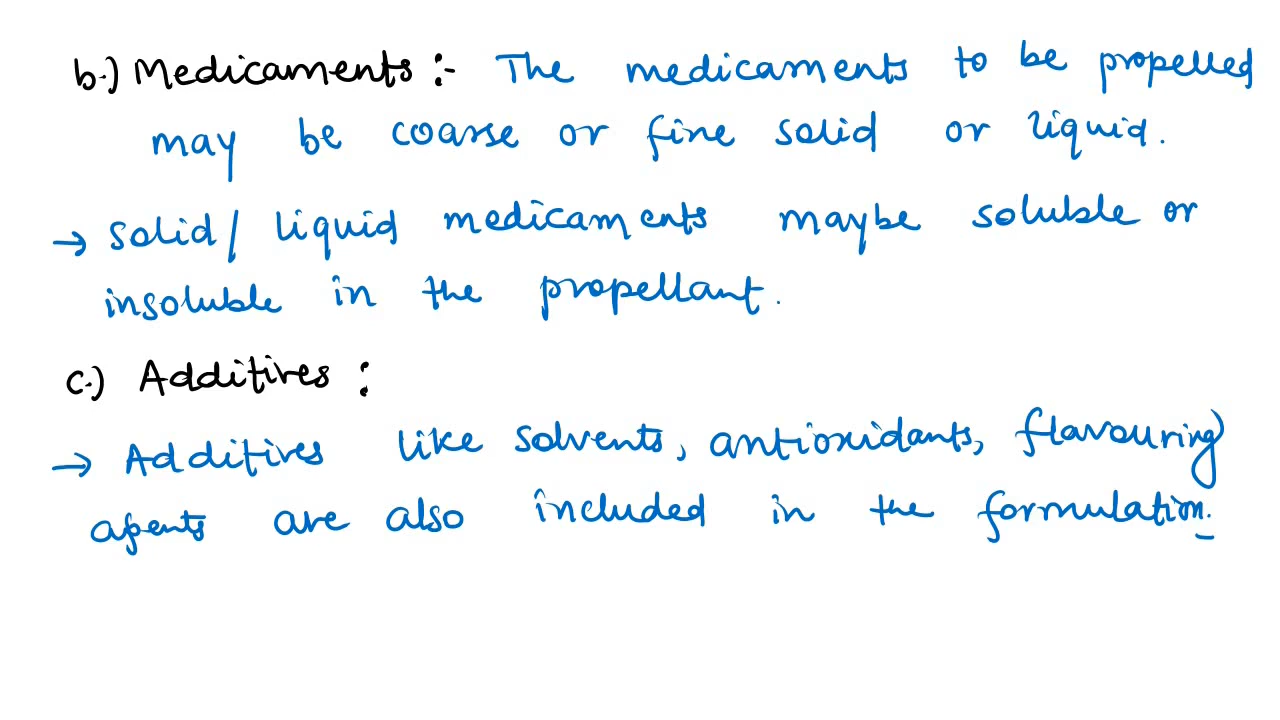 b.) Medicaments :- The medicaments to be propelled
may be coarse or fine solid or liquid.
→ solid/ liquid medicaments maybe soluble or
insoluble in the propellant.
c.) Additives :
→ Additives like solvents, antioxidants, flavouring
agents are also included in the formulation.